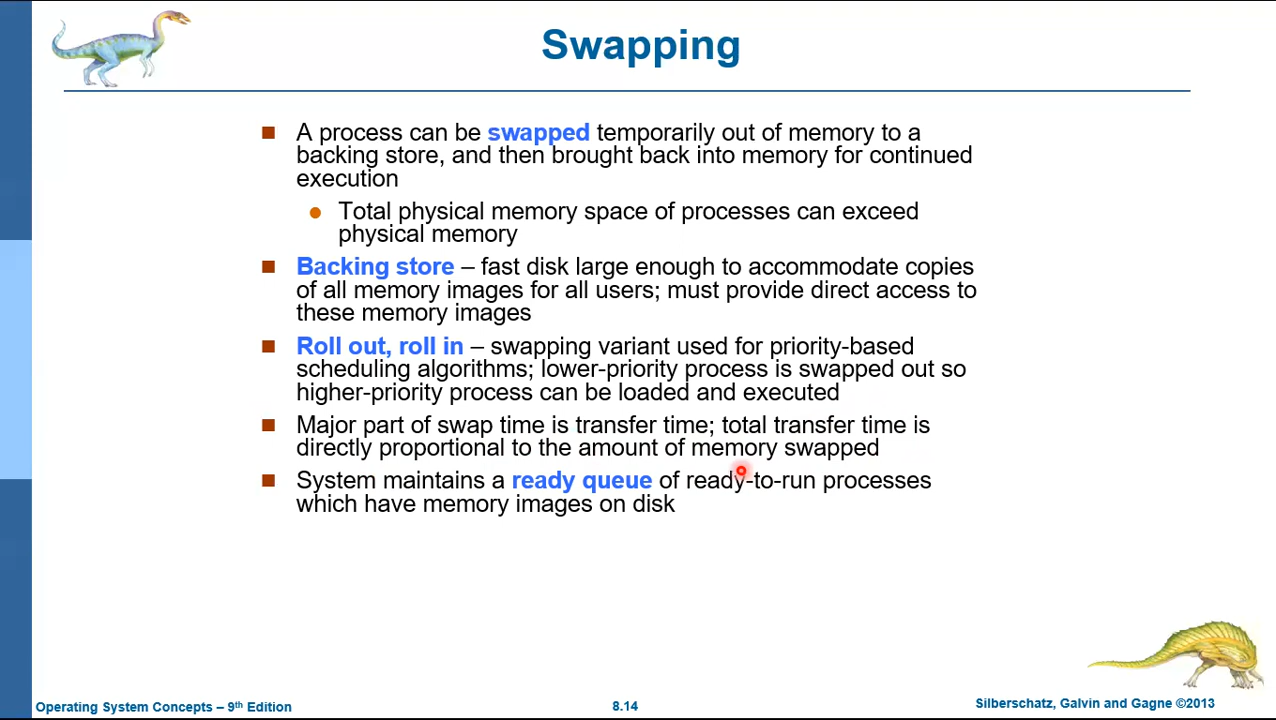 Swapping
A process can be swapped temporarily out of memory to a
backing store, and then brought back into memory for continued
execution
Total physical memory space of processes can exceed
physical memory
Backing store – fast disk large enough to accommodate copies
of all memory images for all users; must provide direct access to
these memory images
Roll out, roll in – swapping variant used for priority-based
scheduling algorithms; lower-priority process is swapped out so
higher-priority process can be loaded and executed
Major part of swap time is transfer time; total transfer time is
directly proportional to the amount of memory swapped
System maintains a ready queue of ready-to-run processes
which have memory images on disk
Operating System Concepts – 9th Edition
8.14
Silberschatz, Galvin and Gagne ©2013